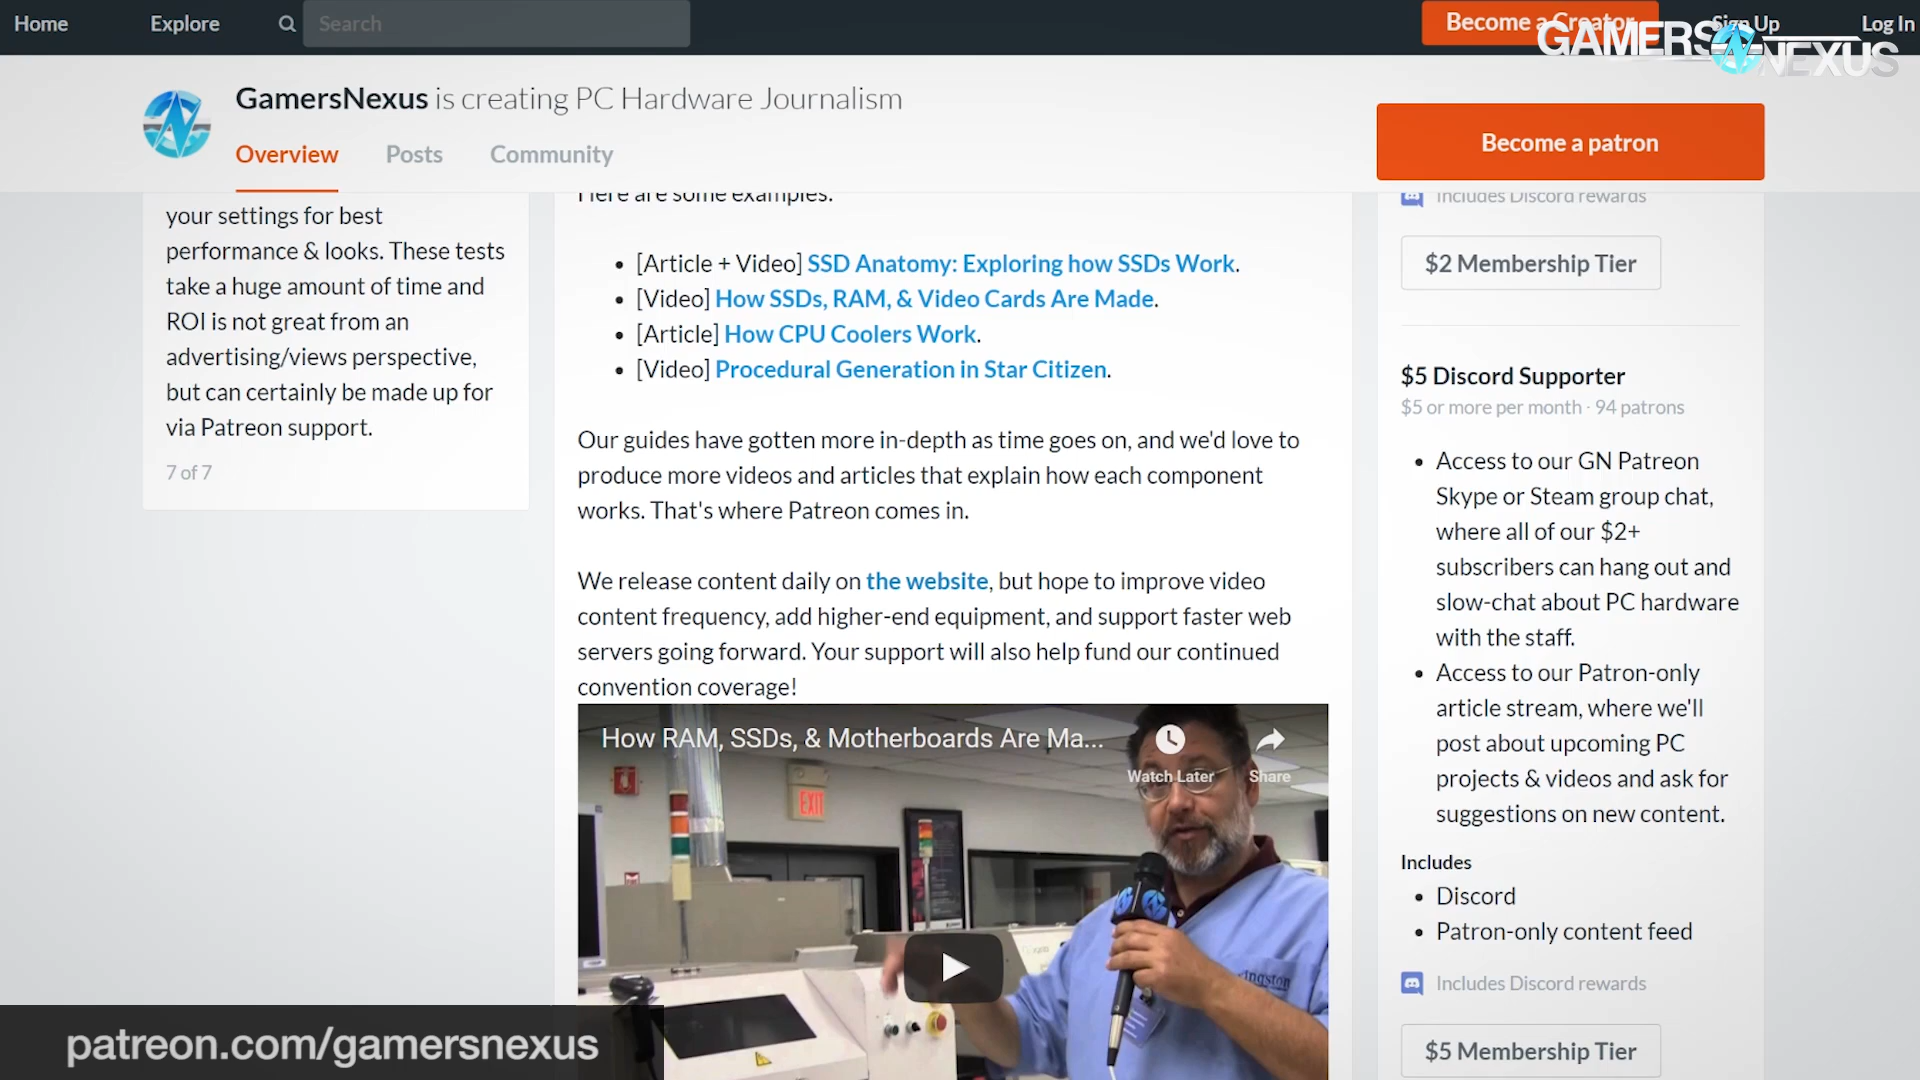 Home
Explore
Search
Become a Creator
Sign Up
Log In
GAMERS NEXUS
GamersNexus is creating PC Hardware Journalism
Overview
Posts
Community
Become a patron
your settings for best
performance & looks. These tests
take a huge amount of time and
ROI is not great from an
advertising/views perspective,
but can certainly be made up for
via Patreon support.
7 of 7
Here are some examples:
• [Article + Video] SSD Anatomy: Exploring how SSDs Work.
• [Video] How SSDs, RAM, & Video Cards Are Made.
• [Article] How CPU Coolers Work.
• [Video] Procedural Generation in Star Citizen.
Our guides have gotten more in-depth as time goes on, and we'd love to
produce more videos and articles that explain how each component
works. That's where Patreon comes in.
We release content daily on the website, but hope to improve video
content frequency, add higher-end equipment, and support faster web
servers going forward. Your support will also help fund our continued
convention coverage!
How RAM, SSDs, & Motherboards Are Ma...
Watch Later
Share
EXIT
ingston
Includes Discord rewards
$2 Membership Tier
$5 Discord Supporter
$5 or more per month · 94 patrons
• Access to our GN Patreon
Skype or Steam group chat,
where all of our $2+
subscribers can hang out and
slow-chat about PC hardware
with the staff.
• Access to our Patron-only
article stream, where we'll
post about upcoming PC
projects & videos and ask for
suggestions on new content.
Includes
• Discord
• Patron-only content feed
Includes Discord rewards
$5 Membership Tier
patreon.com/gamersnexus